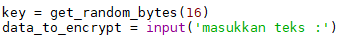 key = get_random_bytes(16)
data_to_encrypt = input('masukkan teks :')